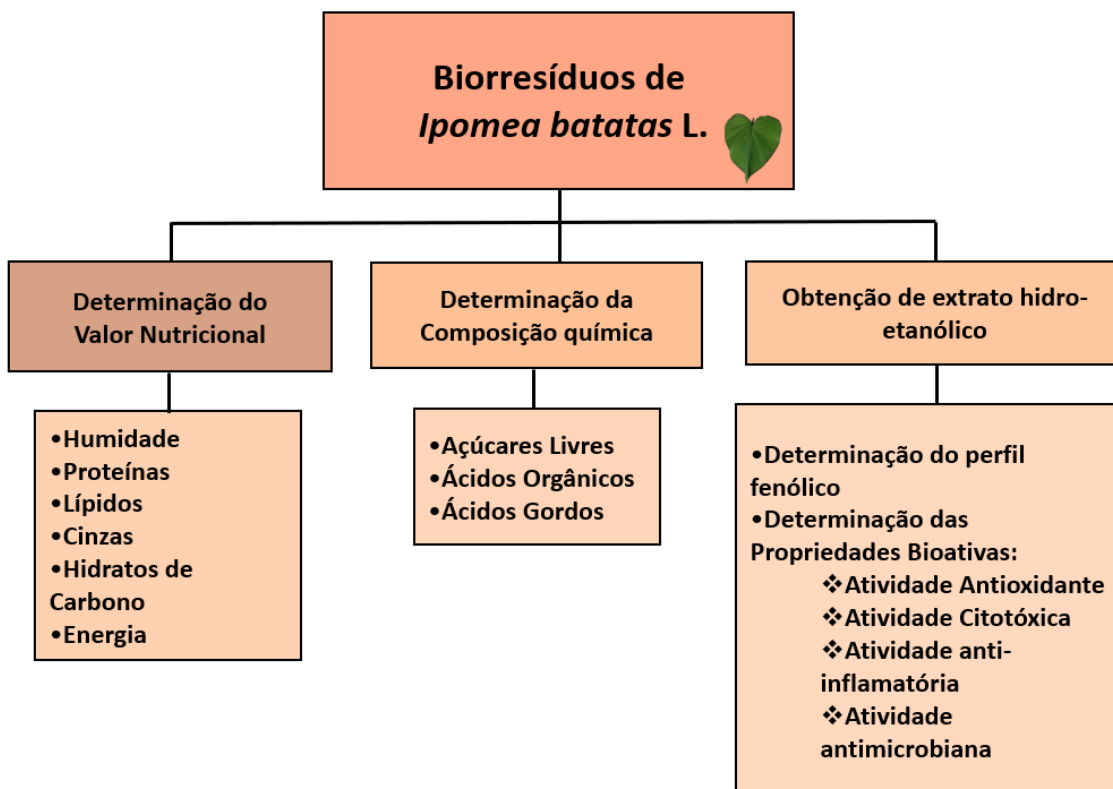 Biorresíduos de
Ipomea batatas L.
Determinação do
Valor Nutricional
Determinação da
Composição química
Obtenção de extrato hidro-
etanólico
•Humidade
•Proteínas
•Lípidos
•Cinzas
•Hidratos de
Carbono
•Energia
•Açúcares Livres
•Ácidos Orgânicos
•Ácidos Gordos
•Determinação do perfil
fenólico
•Determinação das
Propriedades Bioativas:
❖Atividade Antioxidante
❖Atividade Citotóxica
❖Atividade anti-
inflamatória
❖Atividade
antimicrobiana